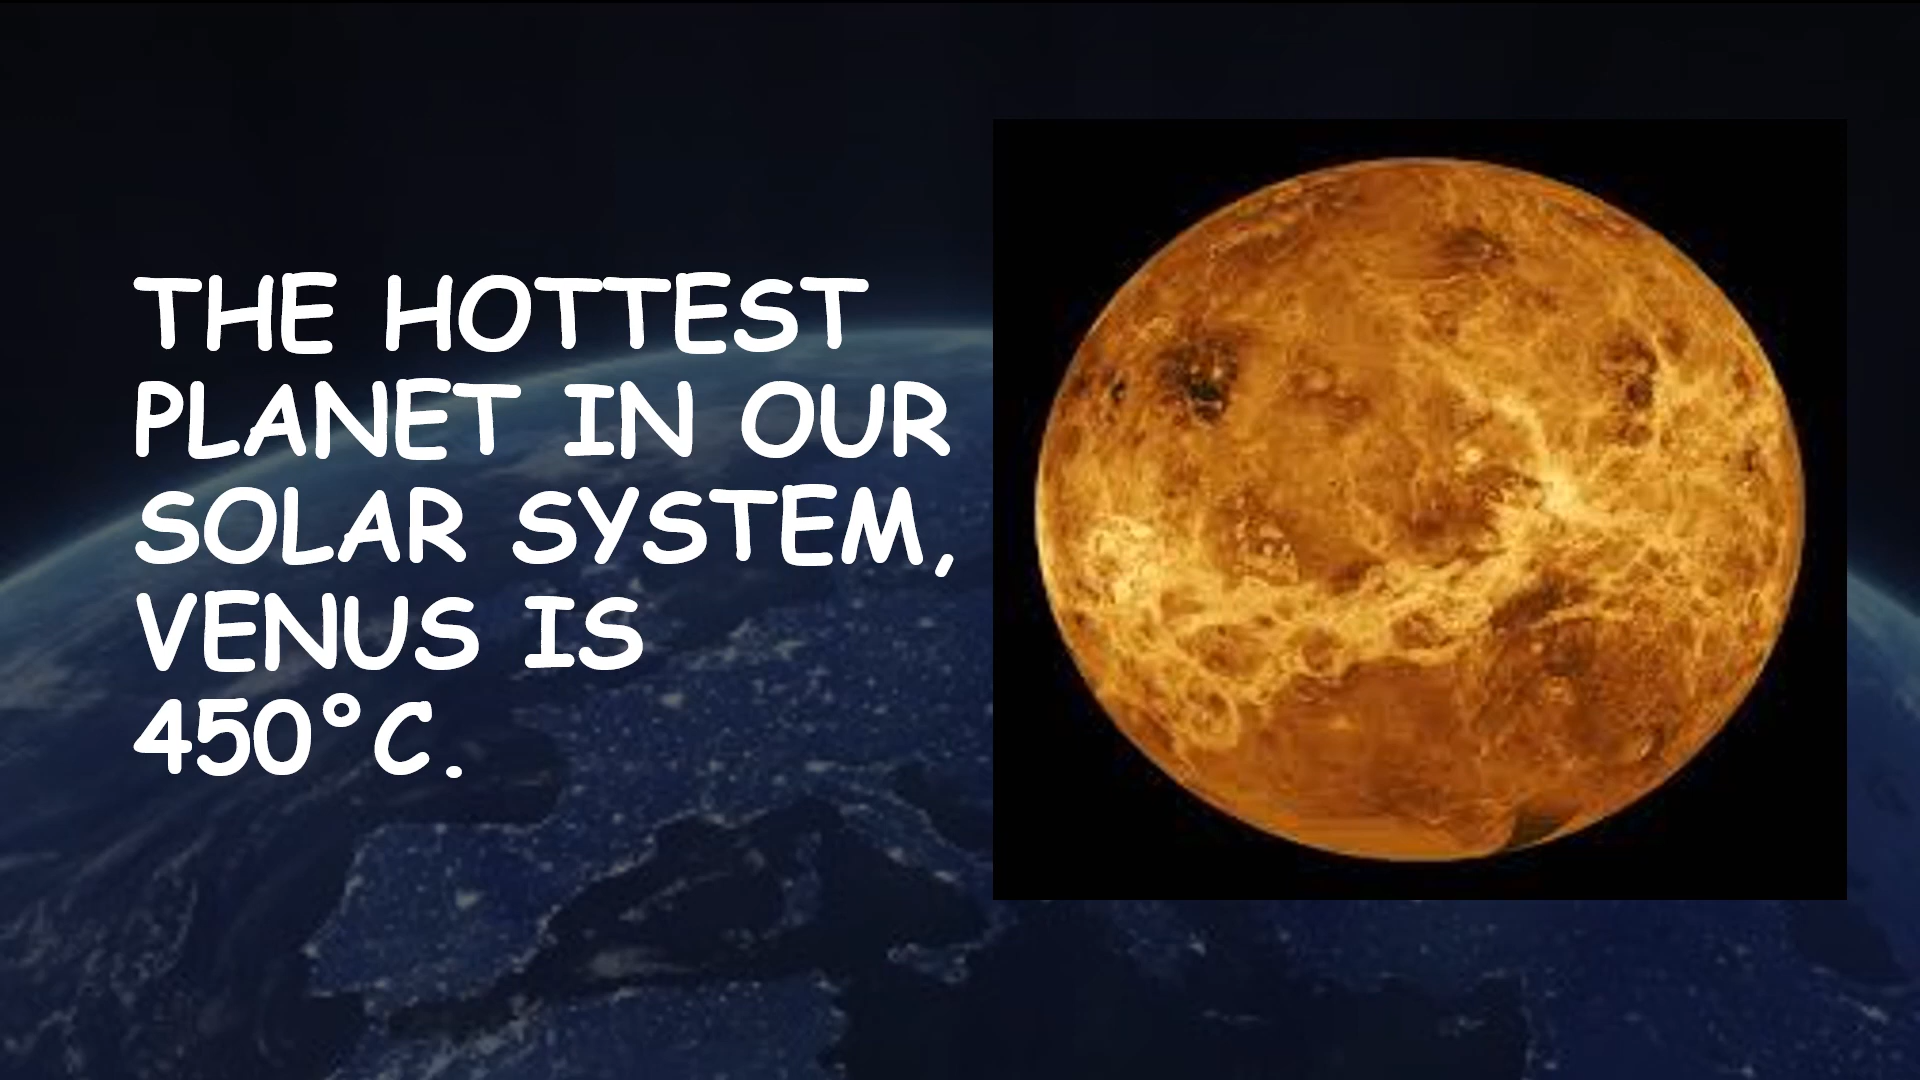 THE HOTTEST
PLANET IN OUR
SOLAR SYSTEM,
VENUS IS
450°C.